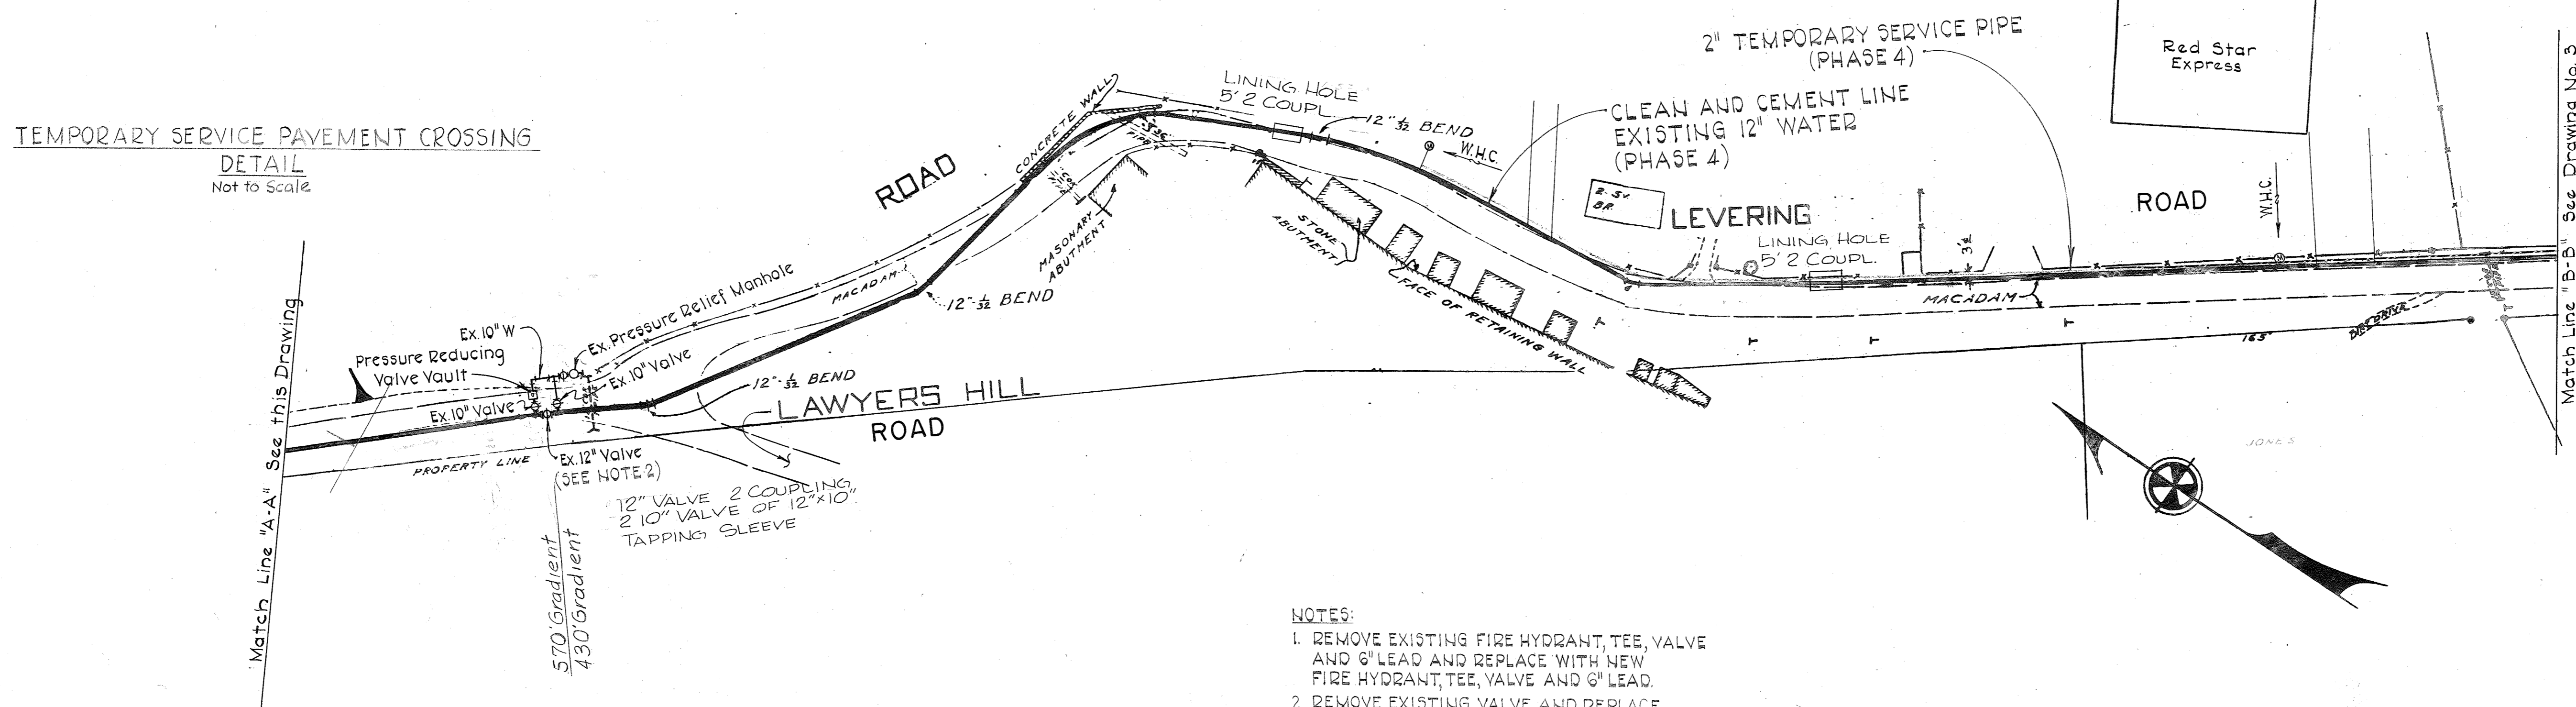 TEMPORARY SERVICE PAVEMENT CROSSING
DETAIL
Not to Scale
Match Line "A-A" See this Drawing
Ex. 10" W
Pressure Reducing
Valve Vault
Ex. 10" Valve
Ex. Pressure Relief Manhole
Ex. 10" Valve
PROPERTY LINE
Ex. 12" Valve
(SEE NOTE 2)
570' Gradient
430' Gradient
12" VALVE 2 COUPLING
2 10" VALVE OF 12"X10"
TAPPING SLEEVE
12"- 1/32 BEND
LAWYERS HILL
ROAD
MACADAM
12"- 1/32 BEND
ROAD
CONCRETE WALL
MASONARY
ABUTMENT
LINING HOLE
5' 2 COUPL.
12"- 1/32 BEND
W.H.C.
STONE
ABUTMENT
FACE OF RETAINING WALL
CLEAN AND CEMENT LINE
EXISTING 12" WATER
(PHASE 4)
2" TEMPORARY SERVICE PIPE
(PHASE 4)
2- SY.
BR.
LEVERING
LINING HOLE
5' 2 COUPL.
MACADAM
ROAD
W.H.C.
Red Star
Express
DIRT DRIVE
165'
JONES
Match Line "B-B" See Drawing No. 3
NOTES:
1. REMOVE EXISTING FIRE HYDRANT, TEE, VALVE
AND 6" LEAD AND REPLACE WITH NEW
FIRE HYDRANT, TEE, VALVE AND 6" LEAD.
2. REMOVE EXISTING VALVE AND REPLACE